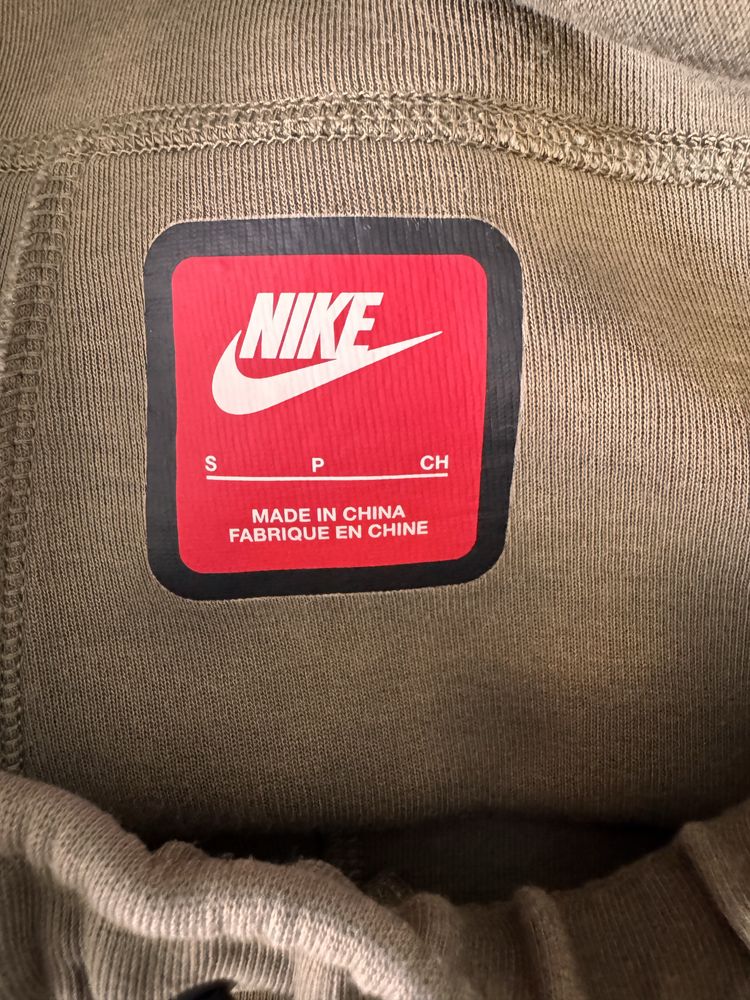 NIKE
S P CH
MADE IN CHINA
FABRIQUE EN CHINE